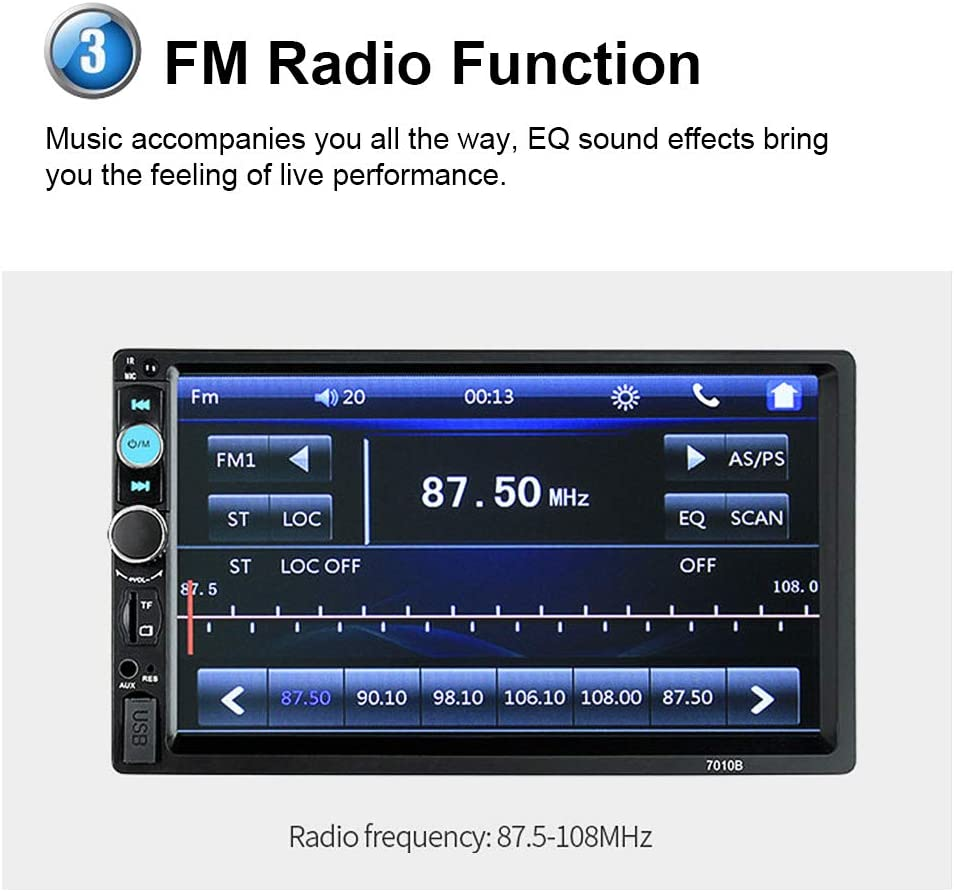 3
FM Radio Function
Music accompanies you all the way, EQ sound effects bring
you the feeling of live performance.
IR
MIC
Fm 20 00:13
⏻/M
FM1 AS/PS
87.50 MHz
ST LOC EQ SCAN
ST LOC OFF OFF
VOL
87.5 108.0
TF
AUX RES
87.50 90.10 98.10 106.10 108.00 87.50
USB
7010B
Radio frequency: 87.5-108MHz